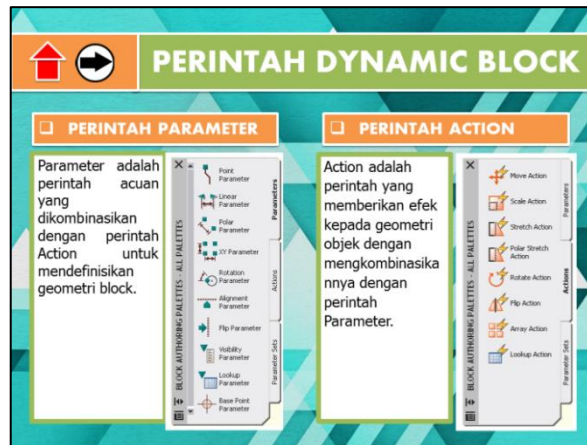 PERINTAH DYNAMIC BLOCK
PERINTAH PARAMETER
Parameter adalah
perintah acuan
yang
dikombinasikan
dengan perintah
Action untuk
mendefinisikan
geometri block.
BLOCK AUTHORING PALETTES - ALL PALETTES
Point
Parameter
Linear
Parameter
Polar
Parameter
XY Parameter
Rotation
Parameter
Alignment
Parameter
Flip Parameter
Visibility
Parameter
Lookup
Parameter
Base Point
Parameter
Parameters
Actions
Parameter Sets
PERINTAH ACTION
Action adalah
perintah yang
memberikan efek
kepada geometri
objek dengan
mengkombinasika
nnya dengan
perintah
Parameter.
BLOCK AUTHORING PALETTES - ALL PALETTES
Move Action
Scale Action
Stretch Action
Polar Stretch
Action
Rotate Action
Flip Action
Array Action
Lookup Action
Parameters
Actions
Parameter Sets